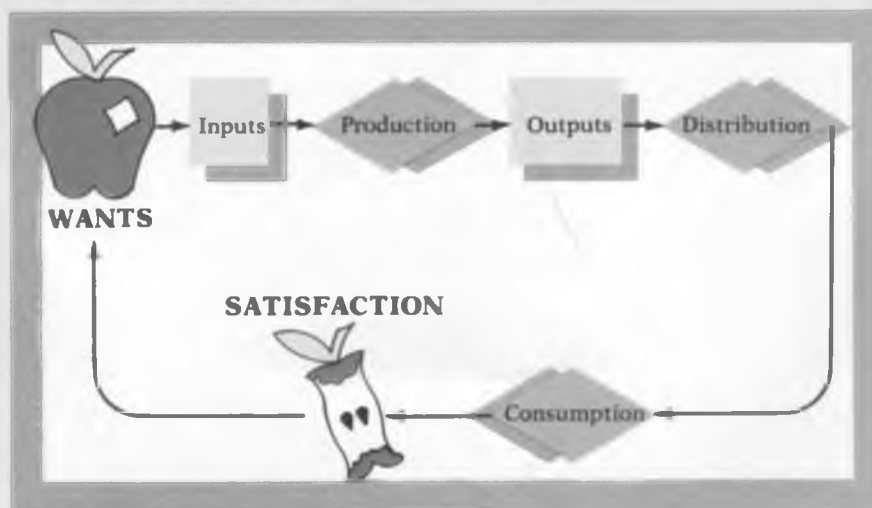 Inputs
Production
Outputs
Distribution
WANTS
SATISFACTION
Consumption